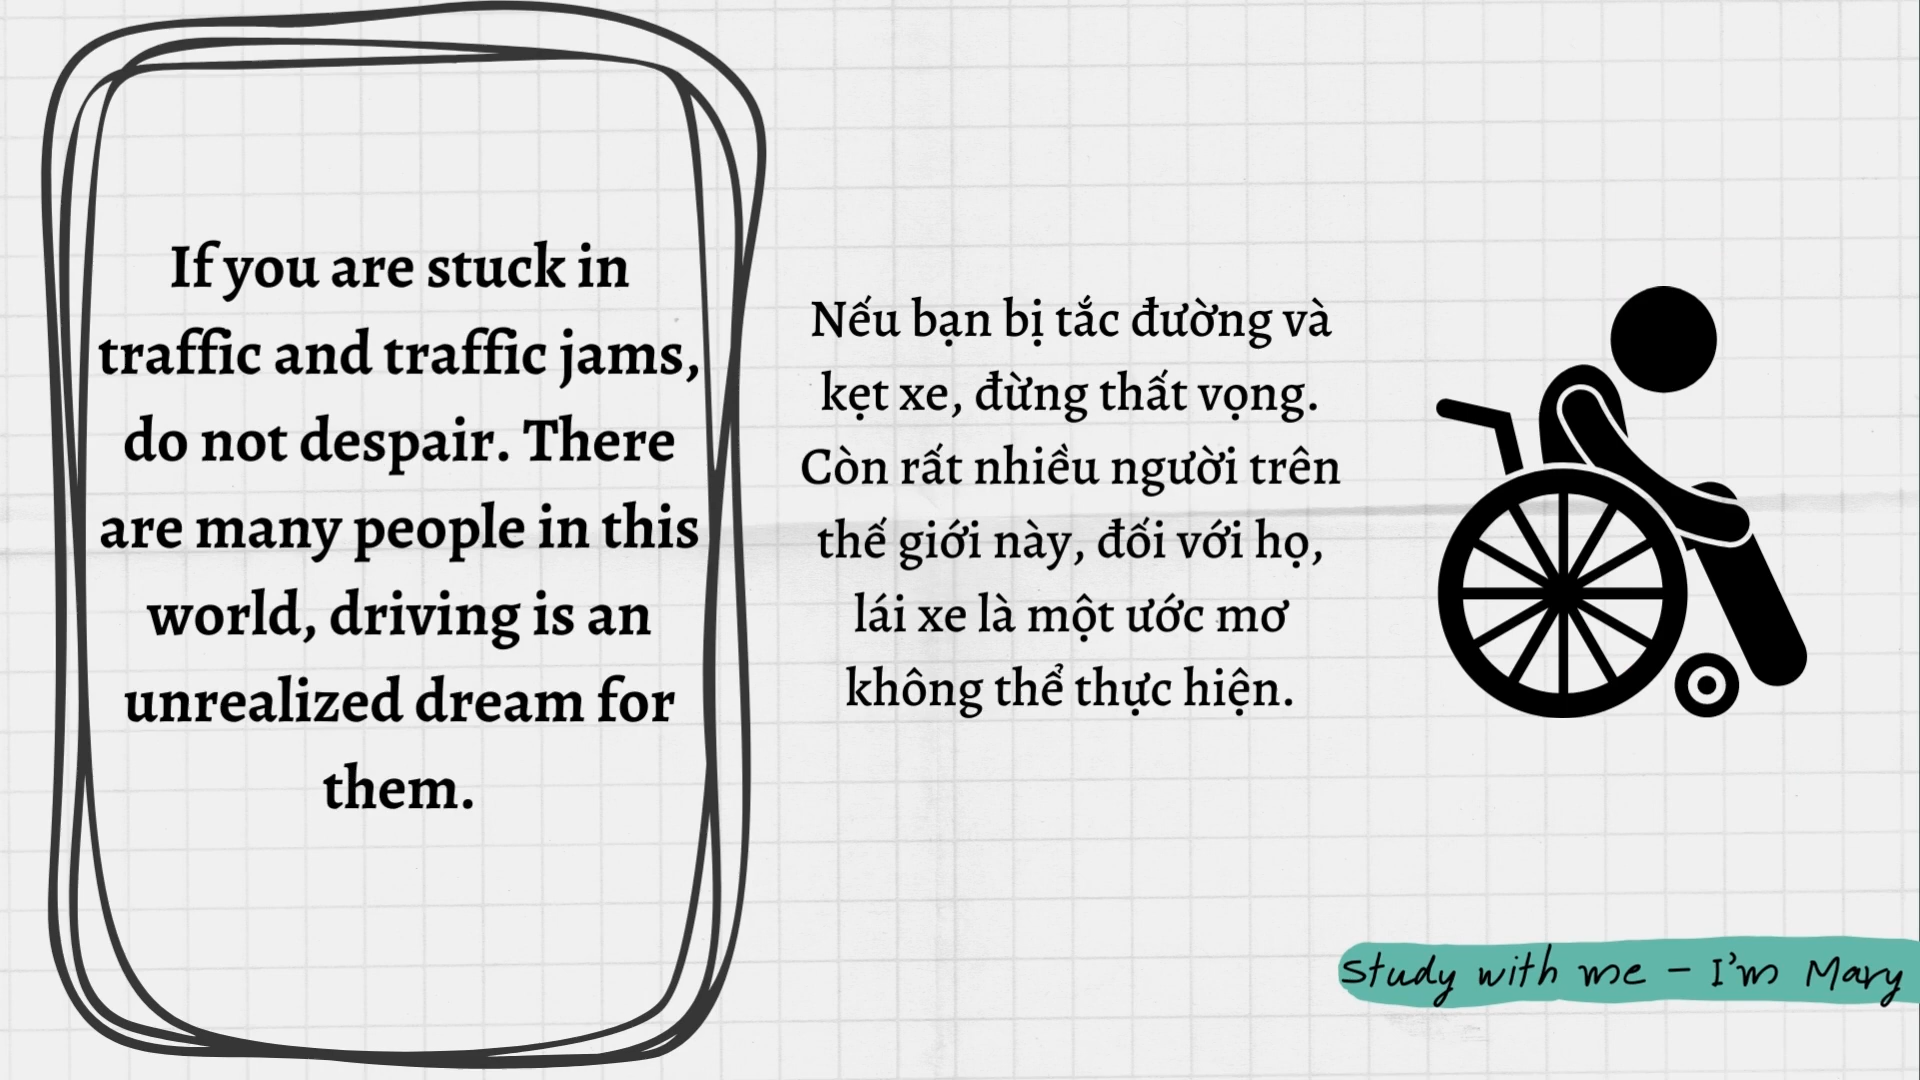 If you are stuck in
traffic and traffic jams,
do not despair. There
are many people in this
world, driving is an
unrealized dream for
them.
Nếu bạn bị tắc đường và
kẹt xe, đừng thất vọng.
Còn rất nhiều người trên
thế giới này, đối với họ,
lái xe là một ước mơ
không thể thực hiện.
Study with me - I'm Mary